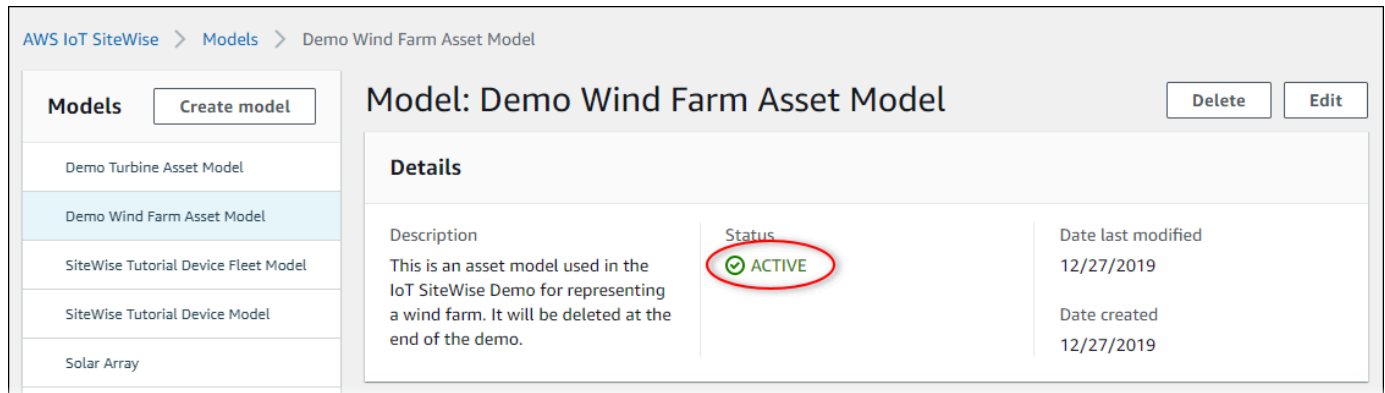 AWS IoT SiteWise > Models > Demo Wind Farm Asset Model
Models
Create model
Demo Turbine Asset Model
Demo Wind Farm Asset Model
SiteWise Tutorial Device Fleet Model
SiteWise Tutorial Device Model
Solar Array
Model: Demo Wind Farm Asset Model
Delete
Edit
Details
Description
This is an asset model used in the
IoT SiteWise Demo for representing
a wind farm. It will be deleted at the
end of the demo.
Status
ACTIVE
Date last modified
12/27/2019
Date created
12/27/2019